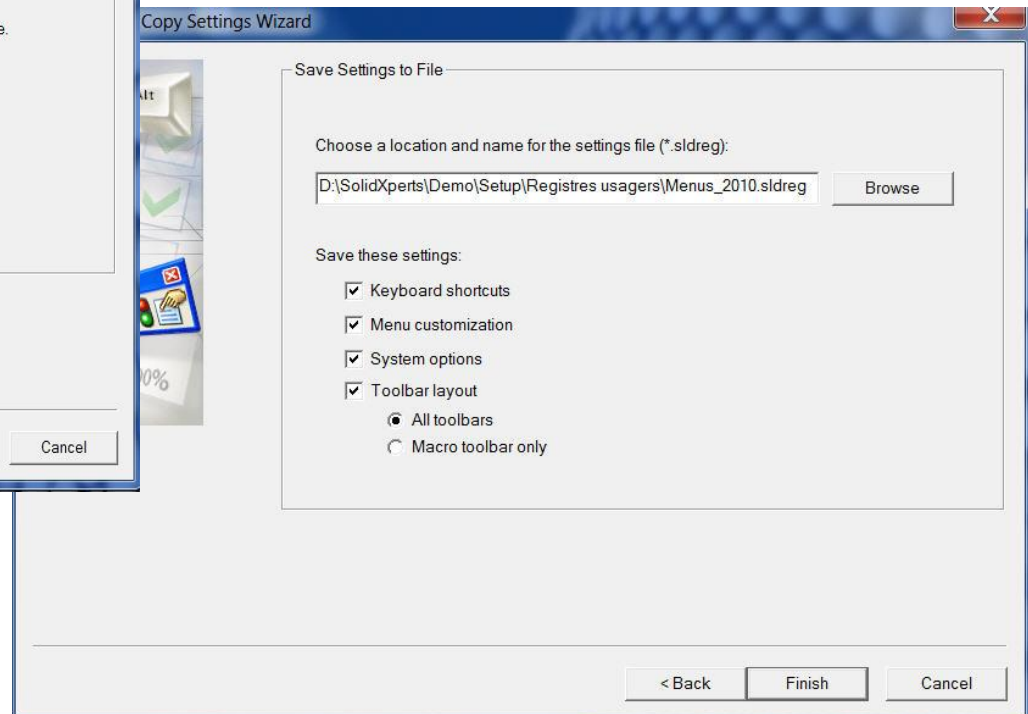 e.
Cancel
Copy Settings Wizard
X
Alt
00%
Save Settings to File
Choose a location and name for the settings file (*.sldreg):
D:\SolidXperts\Demo\Setup\Registres usagers\Menus_2010.sldreg
Browse
Save these settings:
Keyboard shortcuts
Menu customization
System options
Toolbar layout
All toolbars
Macro toolbar only
< Back
Finish
Cancel